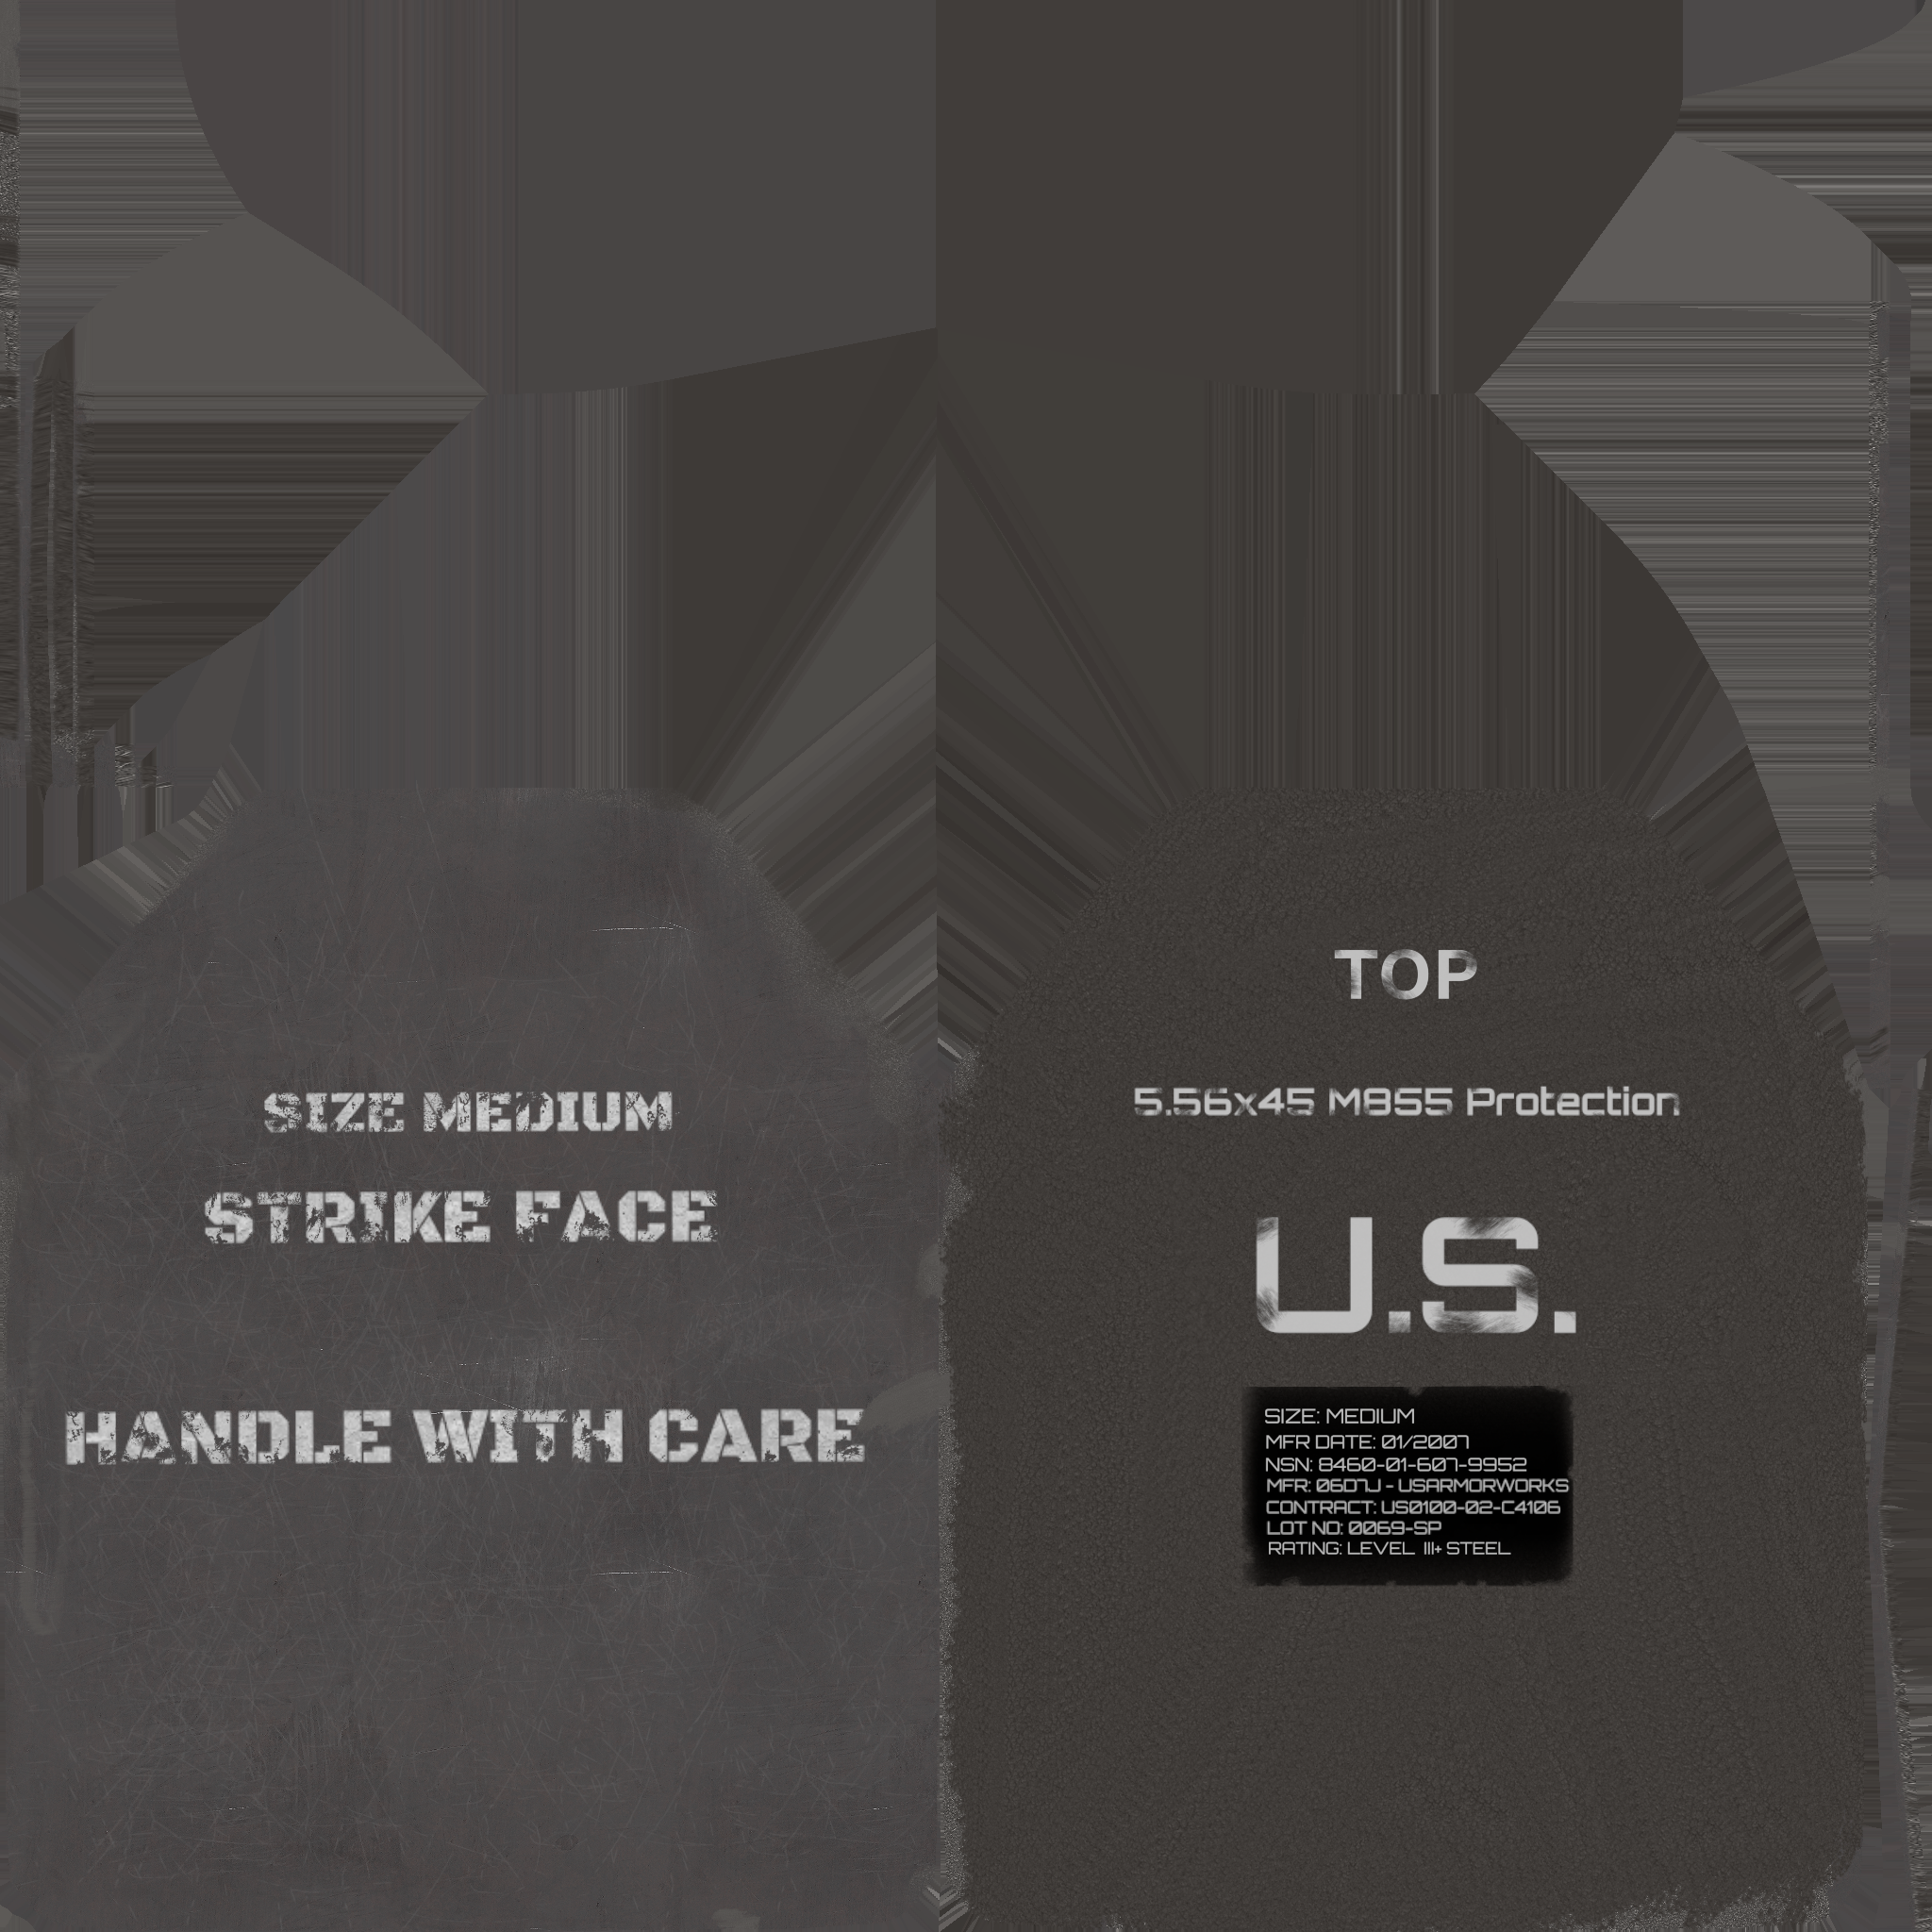 SIZE MEDIUM
STRIKE FACE
HANDLE WITH CARE
TOP
5.56x45 M855 Protection
U.S.
SIZE: MEDIUM
MFR DATE: 01/2007
NSN: 8460-01-607-9952
MFR: 06D7J - USARMORWORKS
CONTRACT: US0100-02-C4106
LOT NO: 0069-SP
RATING: LEVEL III+ STEEL